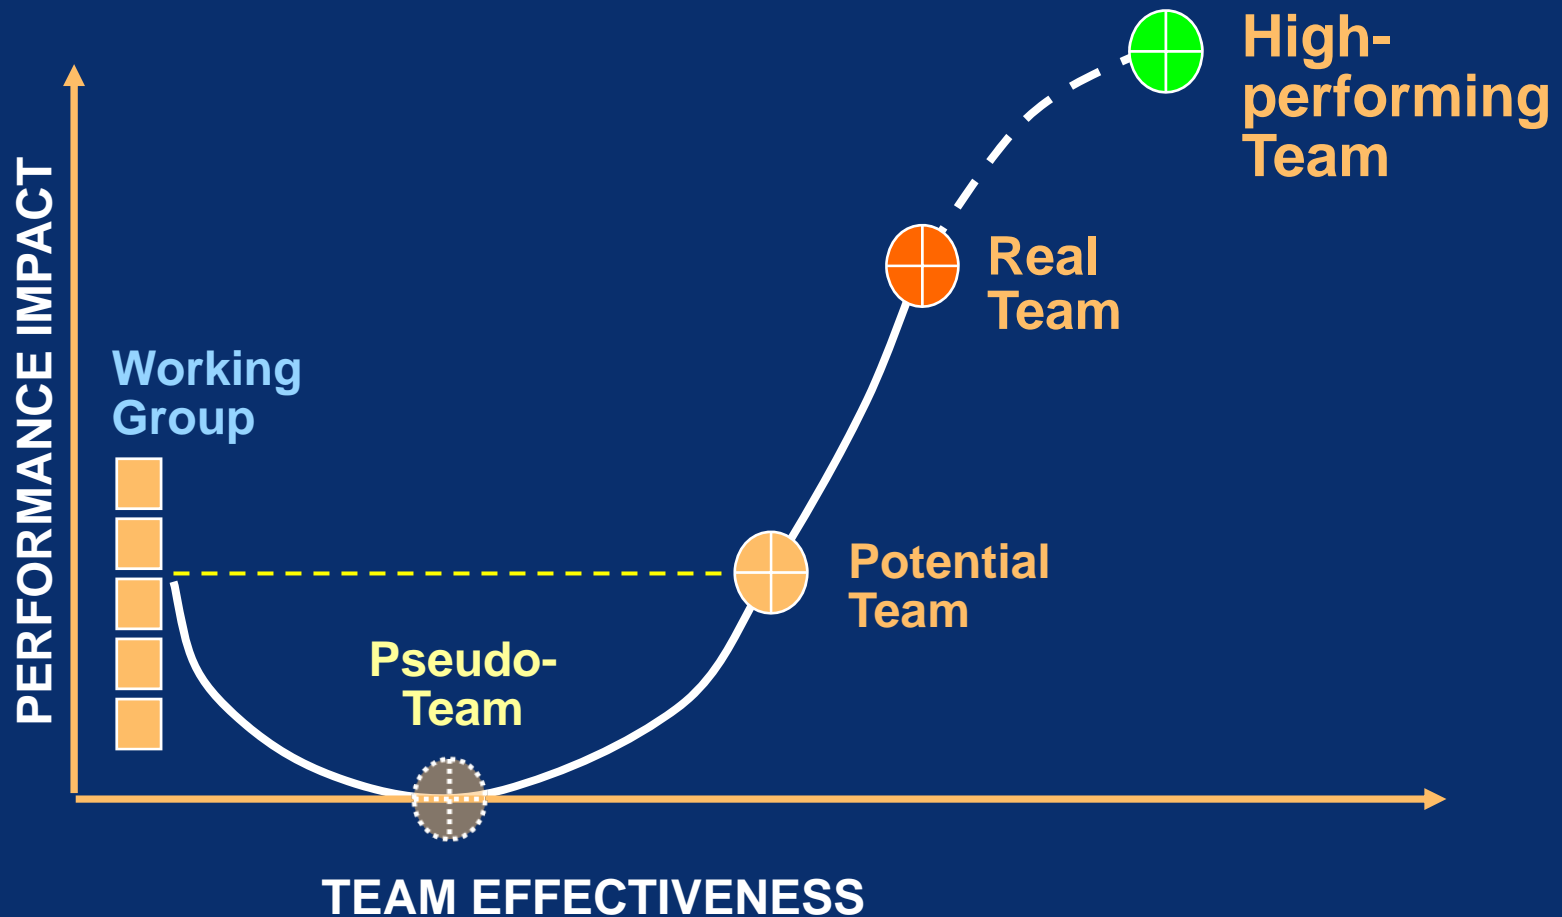 High-
performing
Team
Real
Team
Working
Group
Potential
Team
Pseudo-
Team
PERFORMANCE IMPACT
TEAM EFFECTIVENESS